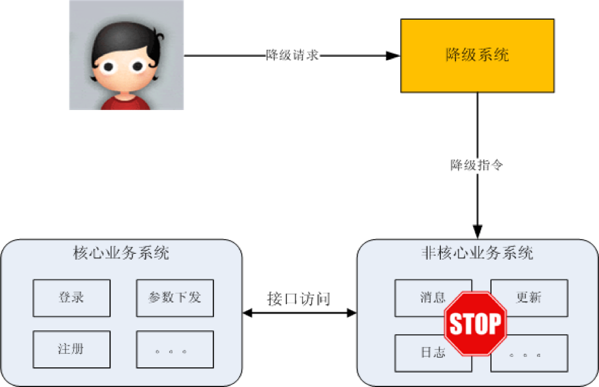 降级请求
降级系统
降级指令
核心业务系统
登录
参数下发
注册
。。。
接口访问
非核心业务系统
消息
更新
STOP
日志
。。。